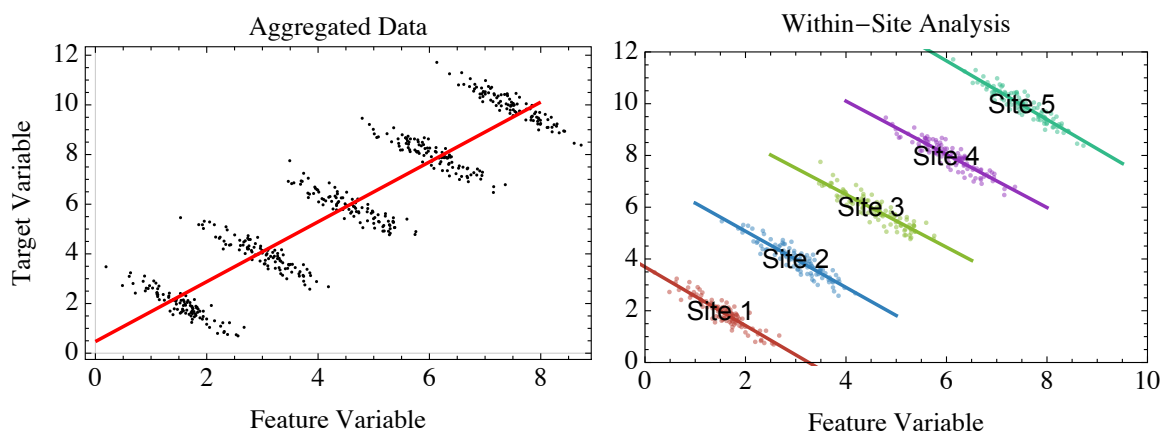 Aggregated Data
Target Variable
12
10
8
6
4
2
0
0 2 4 6 8
Feature Variable
Within−Site Analysis
12
10
8
6
4
2
0
Site 5
Site 4
Site 3
Site 2
Site 1
0 2 4 6 8 10
Feature Variable